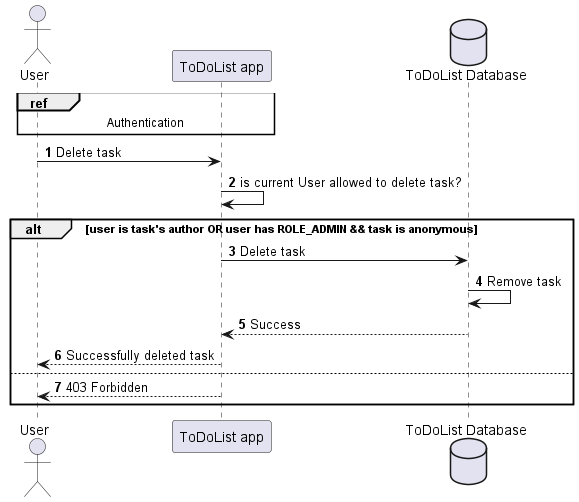 User
ToDoList app
ToDoList Database
ref
Authentication
1 Delete task
2 is current User allowed to delete task?
alt [user is task's author OR user has ROLE_ADMIN && task is anonymous]
3 Delete task
4 Remove task
5 Success
6 Successfully deleted task
7 403 Forbidden
User
ToDoList app
ToDoList Database